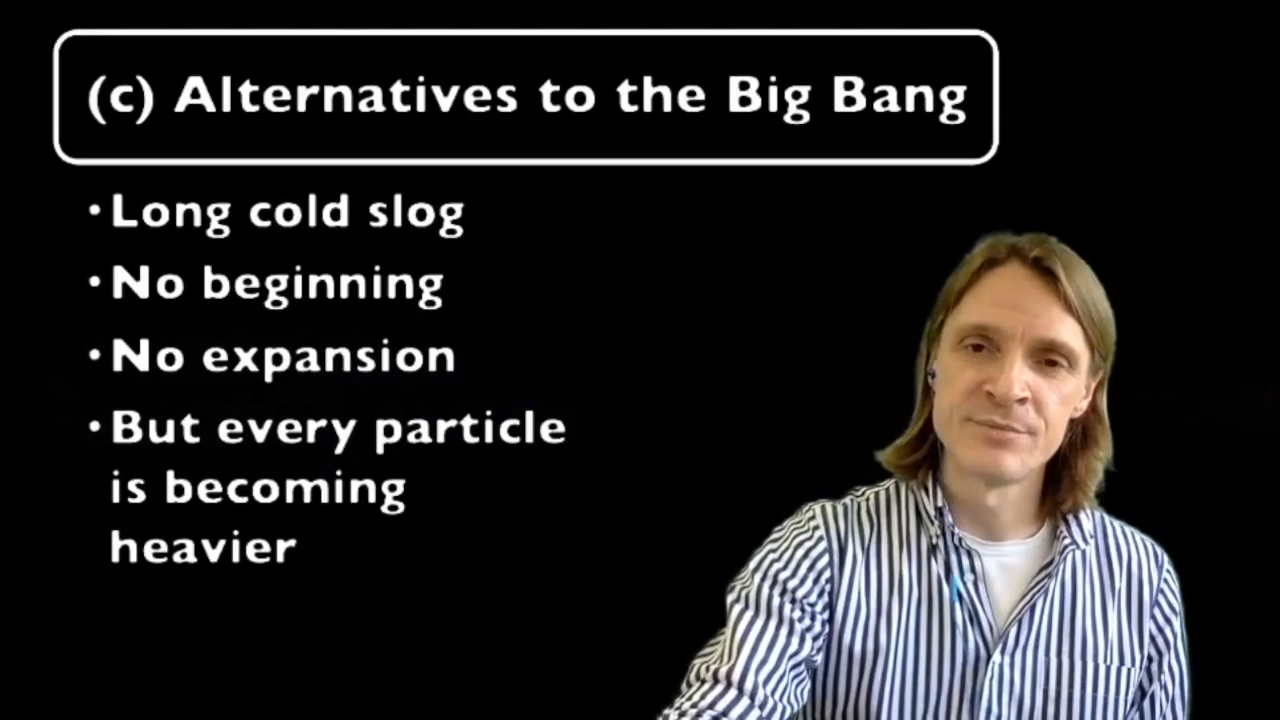 (c) Alternatives to the Big Bang
•Long cold slog
•No beginning
•No expansion
•But every particle
is becoming
heavier